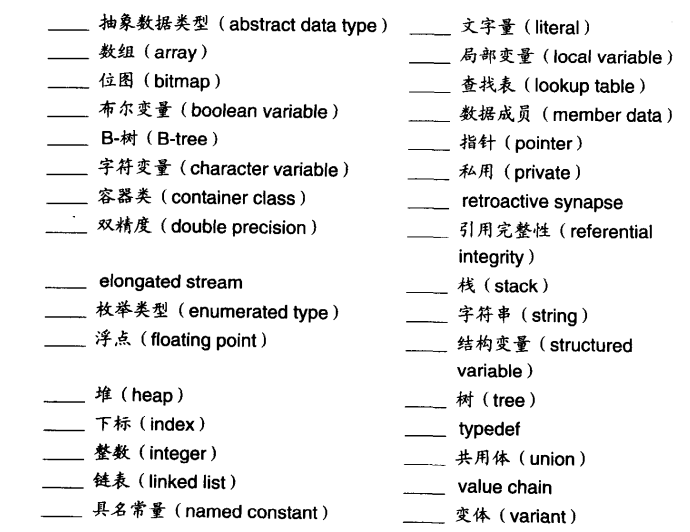 ____ 抽象数据类型（abstract data type）
____ 数组（array）
____ 位图（bitmap）
____ 布尔变量（boolean variable）
____ B-树（B-tree）
____ 字符变量（character variable）
____ 容器类（container class）
____ 双精度（double precision）
____ elongated stream
____ 枚举类型（enumerated type）
____ 浮点（floating point）
____ 堆（heap）
____ 下标（index）
____ 整数（integer）
____ 链表（linked list）
____ 具名常量（named constant）
____ 文字量（literal）
____ 局部变量（local variable）
____ 查找表（lookup table）
____ 数据成员（member data）
____ 指针（pointer）
____ 私用（private）
____ retroactive synapse
____ 引用完整性（referential
integrity）
____ 栈（stack）
____ 字符串（string）
____ 结构变量（structured
variable）
____ 树（tree）
____ typedef
____ 共用体（union）
____ value chain
____ 变体（variant）